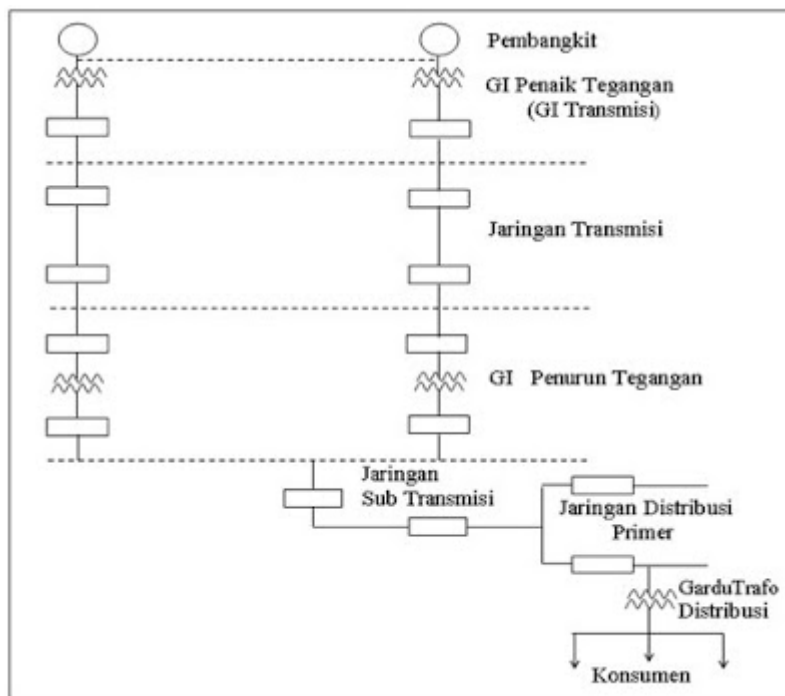 Pembangkit
GI Penaik Tegangan
(GI Transmisi)
Jaringan Transmisi
GI Penurun Tegangan
Jaringan
Sub Transmisi
Jaringan Distribusi
Primer
GarduTrafo
Distribusi
Konsumen